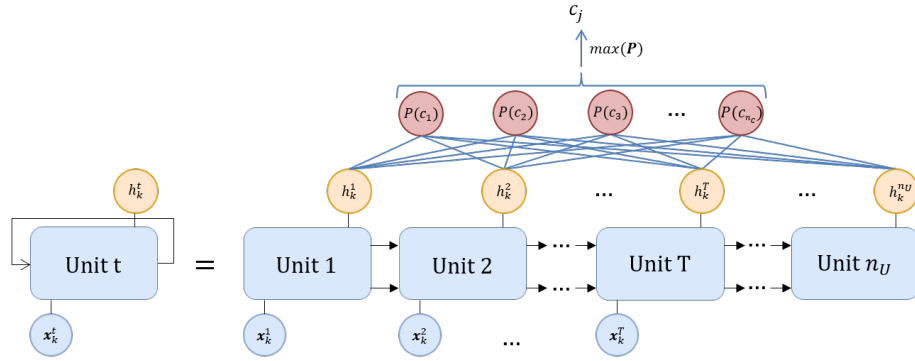 c_j
max(P)
P(c_1) P(c_2) P(c_3) ... P(c_{n_c})
h_k^t h_k^1 h_k^2 ... h_k^T ... h_k^{n_U}
Unit t = Unit 1 Unit 2 ... Unit T ... Unit n_U
... ...
x_k^t x_k^1 x_k^2 ... x_k^T